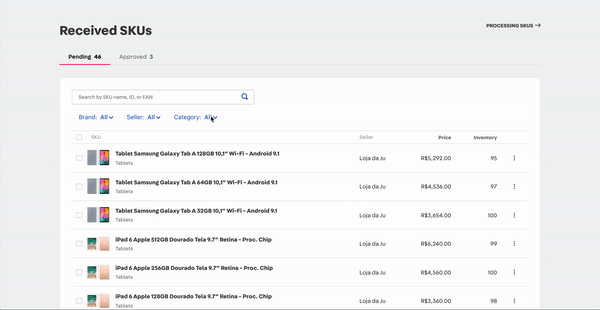 Received SKUs
PROCESSING SKUS →
Pending 46
Approved 3
Search by SKU name, ID, or EAN
Brand: All
Seller: All
Category: All
SKU Seller Price Inventory
Tablet Samsung Galaxy Tab A 128GB 10,1" Wi-Fi - Android 9.1
Tablets
Loja da Ju R$5,292.00 95
Tablet Samsung Galaxy Tab A 64GB 10,1" Wi-Fi - Android 9.1
Tablets
Loja da Ju R$4,536.00 97
Tablet Samsung Galaxy Tab A 32GB 10,1" Wi-Fi - Android 9.1
Tablets
Loja da Ju R$3,654.00 100
iPad 6 Apple 512GB Dourado Tela 9.7" Retina - Proc. Chip
Tablets
Loja da Ju R$6,240.00 99
iPad 6 Apple 256GB Dourado Tela 9.7" Retina - Proc. Chip
Tablets
Loja da Ju R$4,560.00 100
iPad 6 Apple 128GB Dourado Tela 9.7" Retina - Proc. Chip
Tablets
Loja da Ju R$3,360.00 98